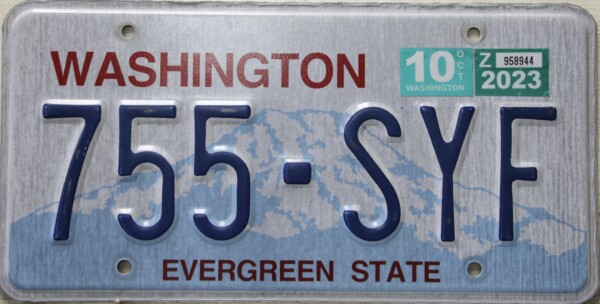 WASHINGTON
10 OCT
WASHINGTON
Z 958944
2023
755-SYF
EVERGREEN STATE